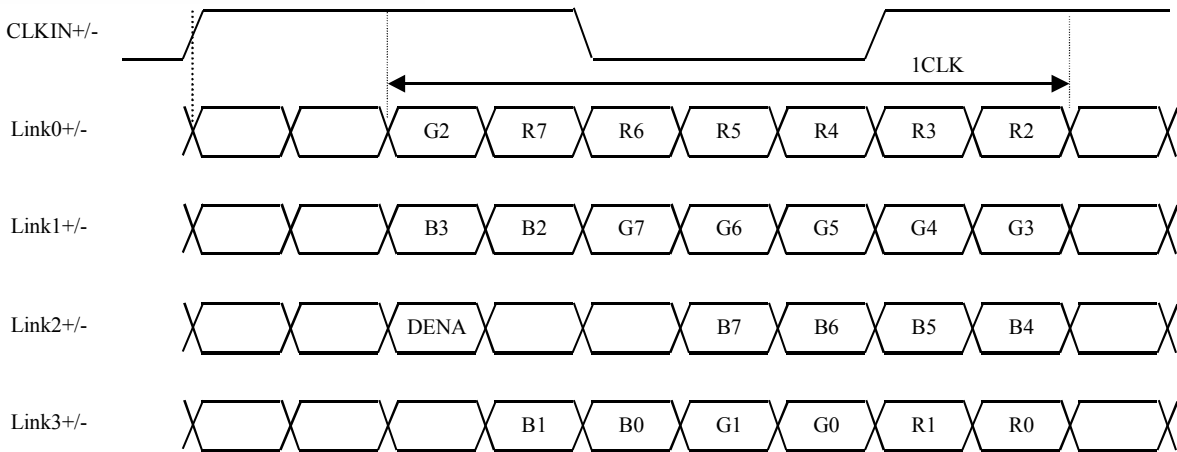 CLKIN+/-
1CLK
Link0+/- G2 R7 R6 R5 R4 R3 R2
Link1+/- B3 B2 G7 G6 G5 G4 G3
Link2+/- DENA B7 B6 B5 B4
Link3+/- B1 B0 G1 G0 R1 R0